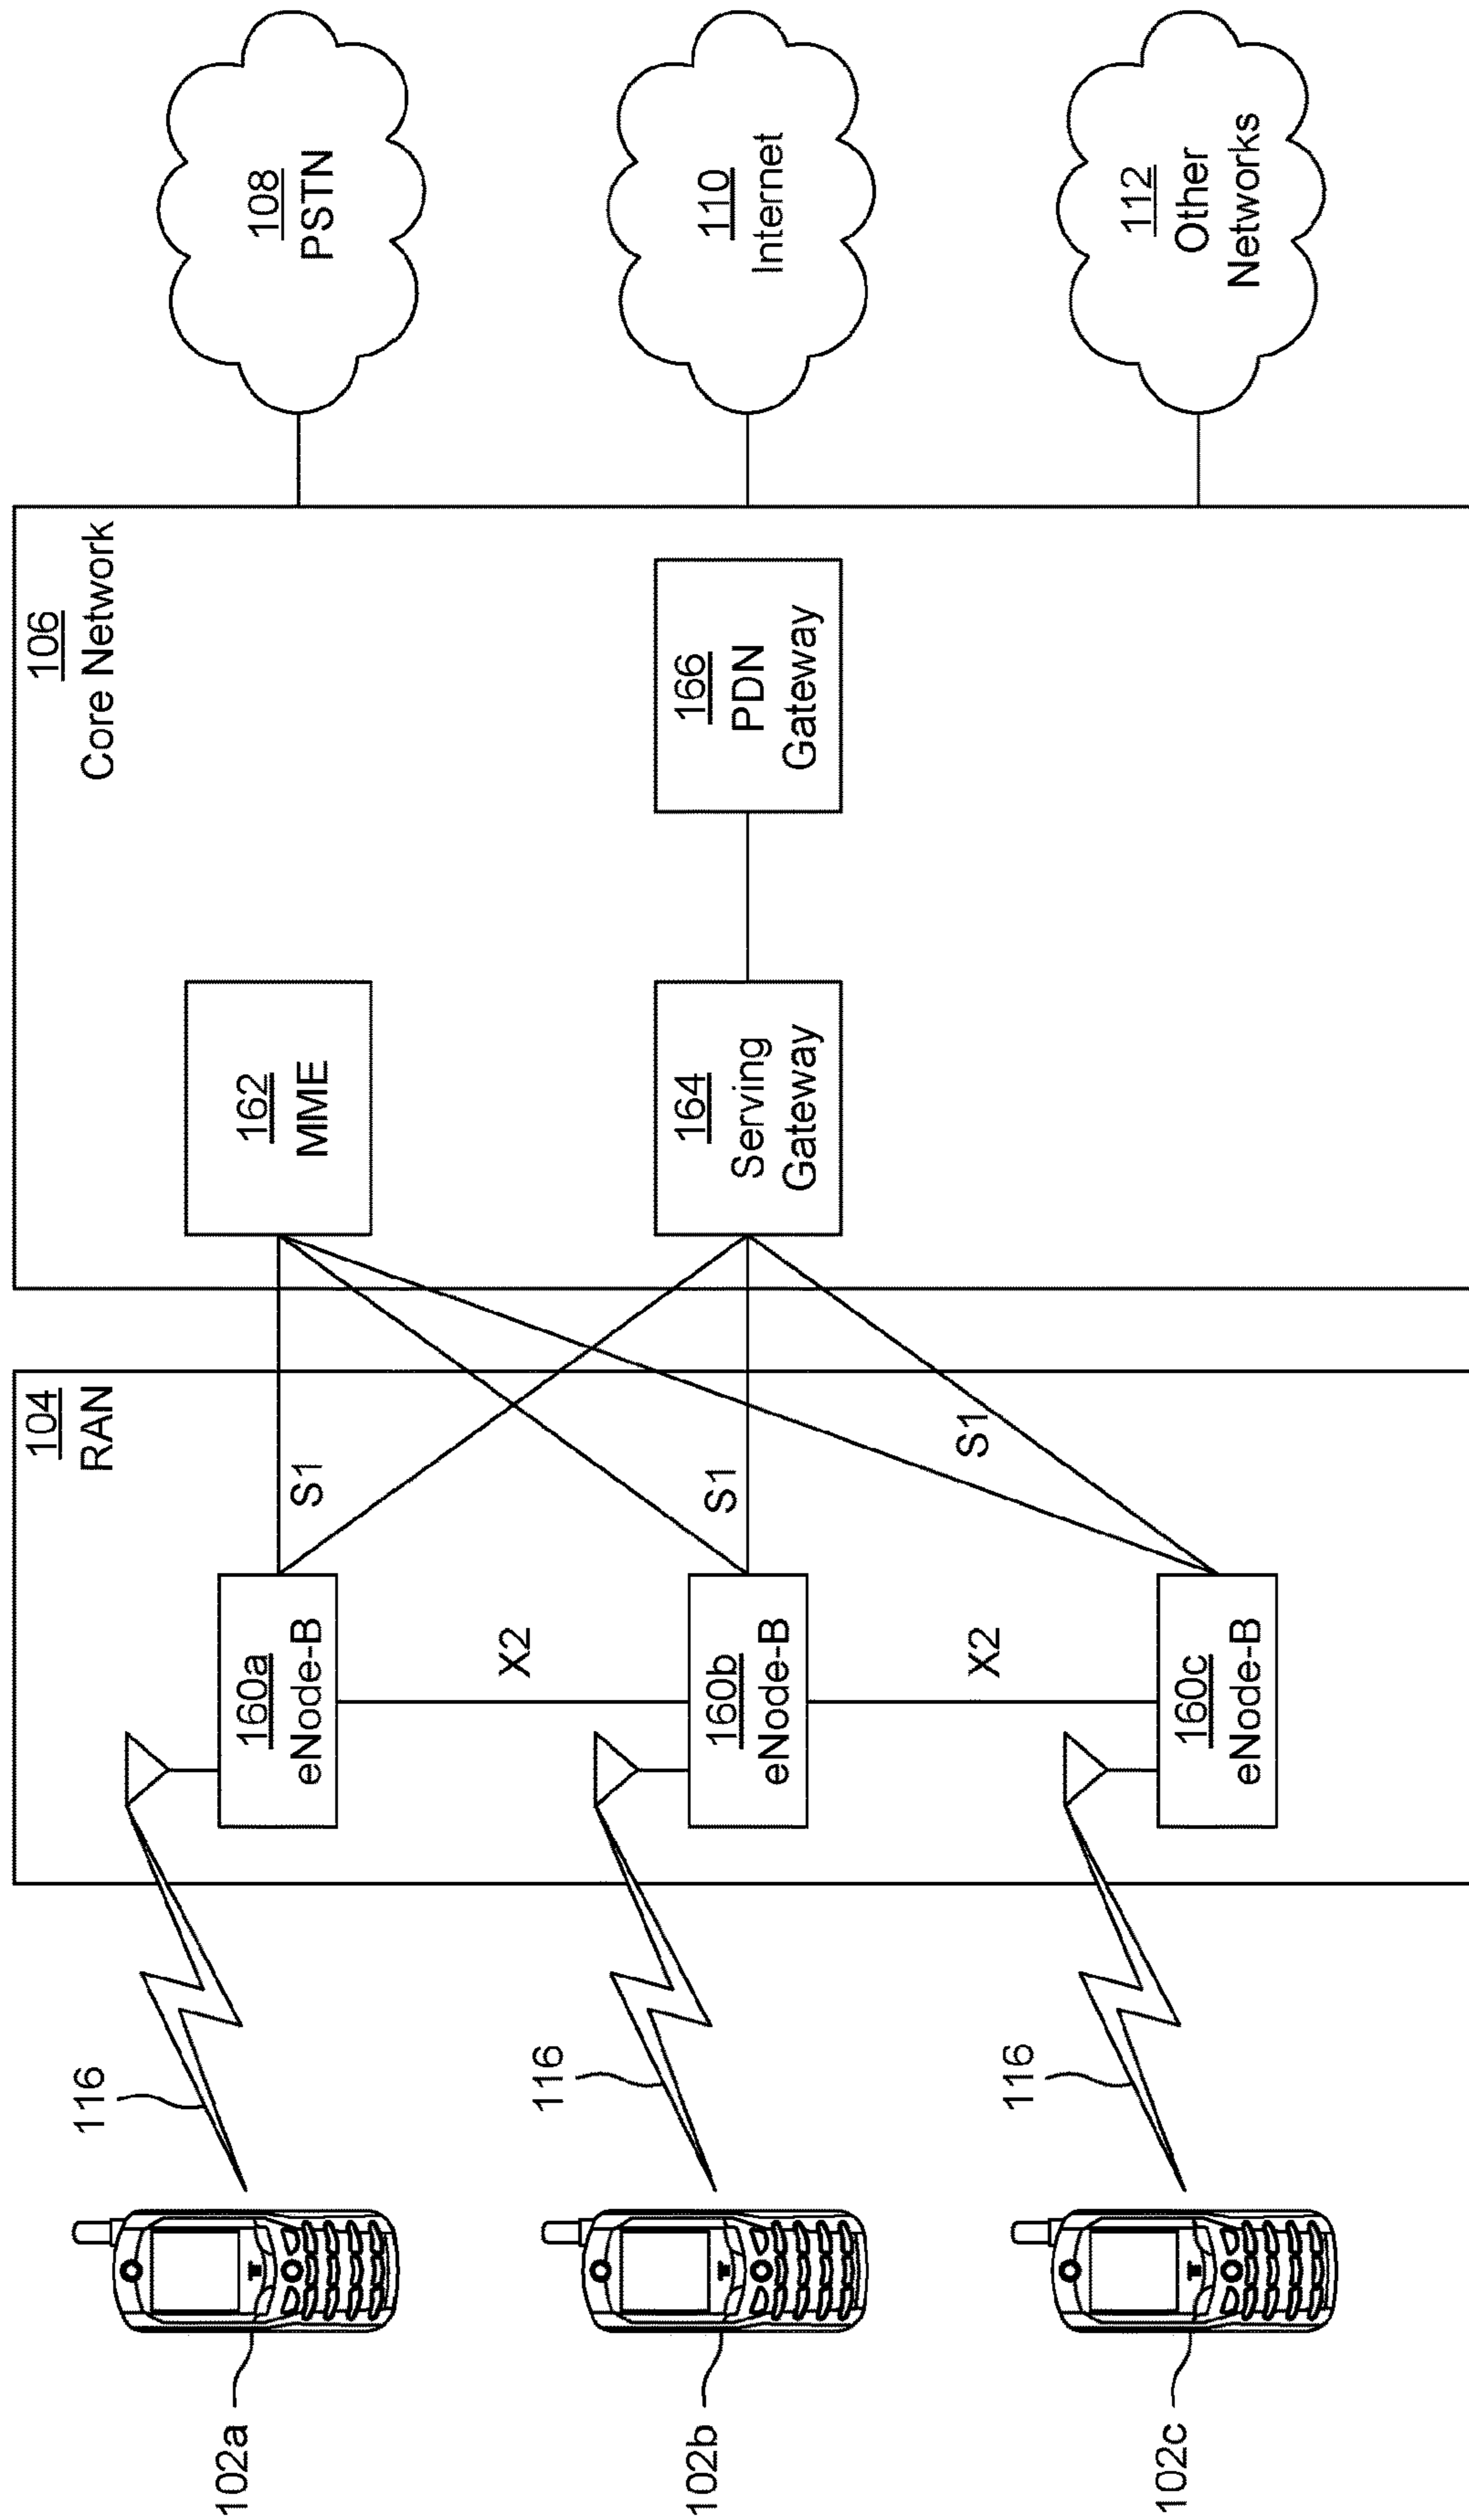 102a
116
160a
eNode-B
S1
104
RAN
162
MME
106
Core Network
108
PSTN
X2
102b
116
160b
eNode-B
S1
164
Serving
Gateway
166
PDN
Gateway
110
Internet
X2
102c
116
160c
eNode-B
S1
112
Other
Networks